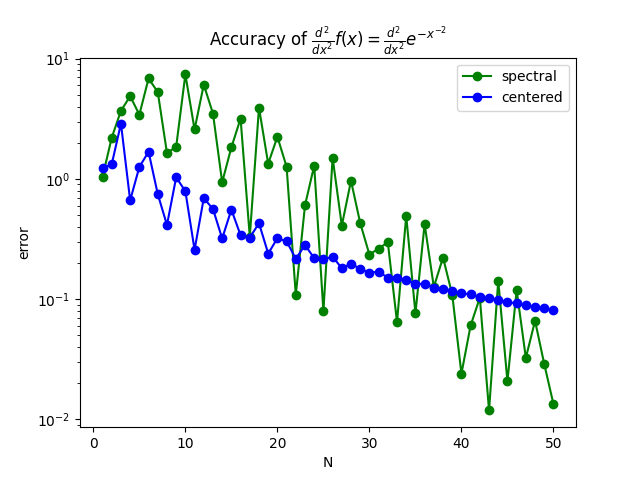 Accuracy of $\frac{d^2}{dx^2}f(x) = \frac{d^2}{dx^2}e^{-x^{-2}}$
spectral
centered
10^1
10^0
10^{-1}
10^{-2}
error
0 10 20 30 40 50
N